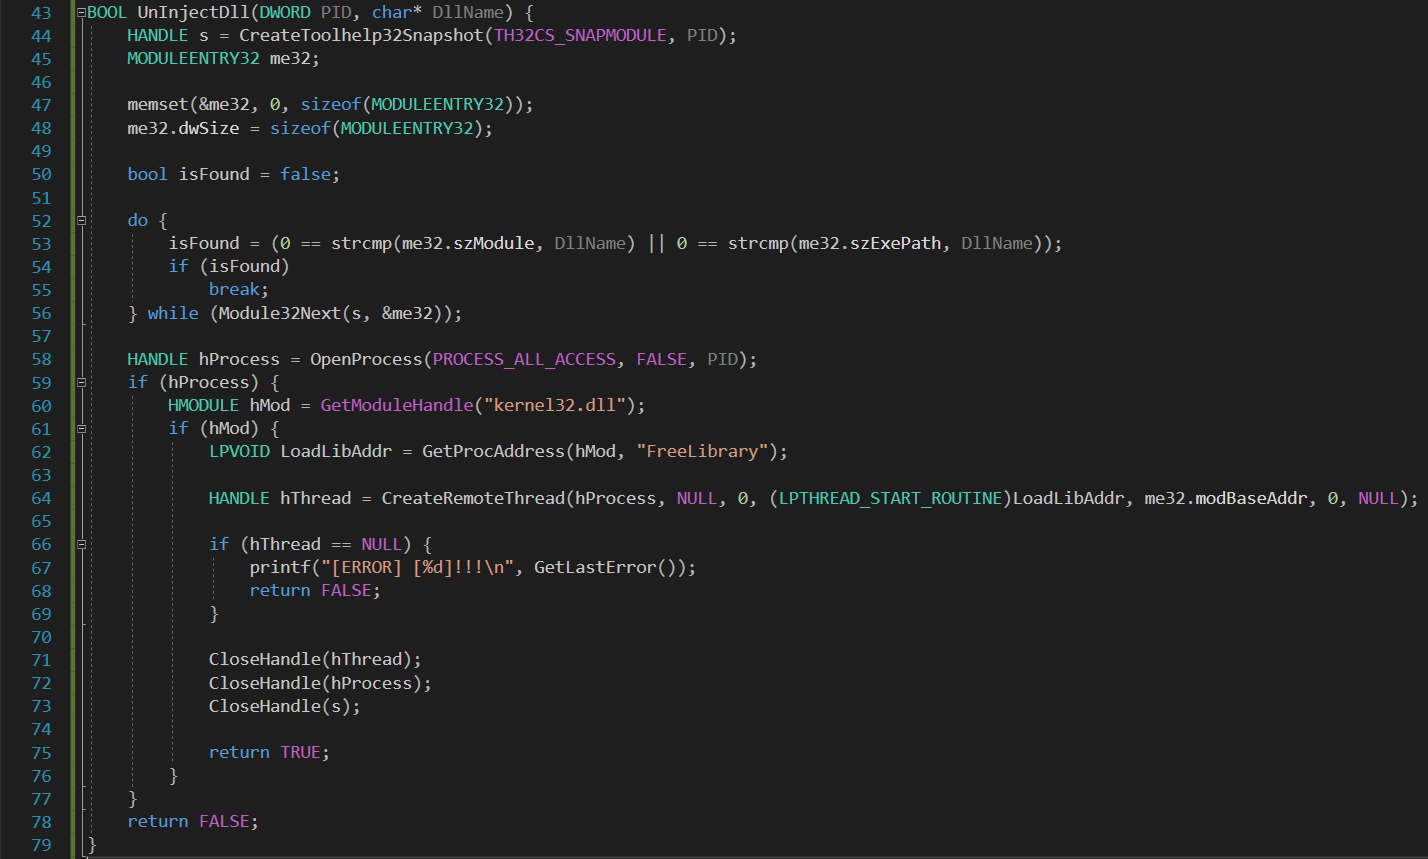 43 BOOL UnInjectDll(DWORD PID, char* DllName) {
44     HANDLE s = CreateToolhelp32Snapshot(TH32CS_SNAPMODULE, PID);
45     MODULEENTRY32 me32;
46
47     memset(&me32, 0, sizeof(MODULEENTRY32));
48     me32.dwSize = sizeof(MODULEENTRY32);
49
50     bool isFound = false;
51
52     do {
53         isFound = (0 == strcmp(me32.szModule, DllName) || 0 == strcmp(me32.szExePath, DllName));
54         if (isFound)
55             break;
56     } while (Module32Next(s, &me32));
57
58     HANDLE hProcess = OpenProcess(PROCESS_ALL_ACCESS, FALSE, PID);
59     if (hProcess) {
60         HMODULE hMod = GetModuleHandle("kernel32.dll");
61         if (hMod) {
62             LPVOID LoadLibAddr = GetProcAddress(hMod, "FreeLibrary");
63
64             HANDLE hThread = CreateRemoteThread(hProcess, NULL, 0, (LPTHREAD_START_ROUTINE)LoadLibAddr, me32.modBaseAddr, 0, NULL);
65
66             if (hThread == NULL) {
67                 printf("[ERROR] [%d]!!!\n", GetLastError());
68                 return FALSE;
69             }
70
71             CloseHandle(hThread);
72             CloseHandle(hProcess);
73             CloseHandle(s);
74
75             return TRUE;
76         }
77     }
78     return FALSE;
79 }